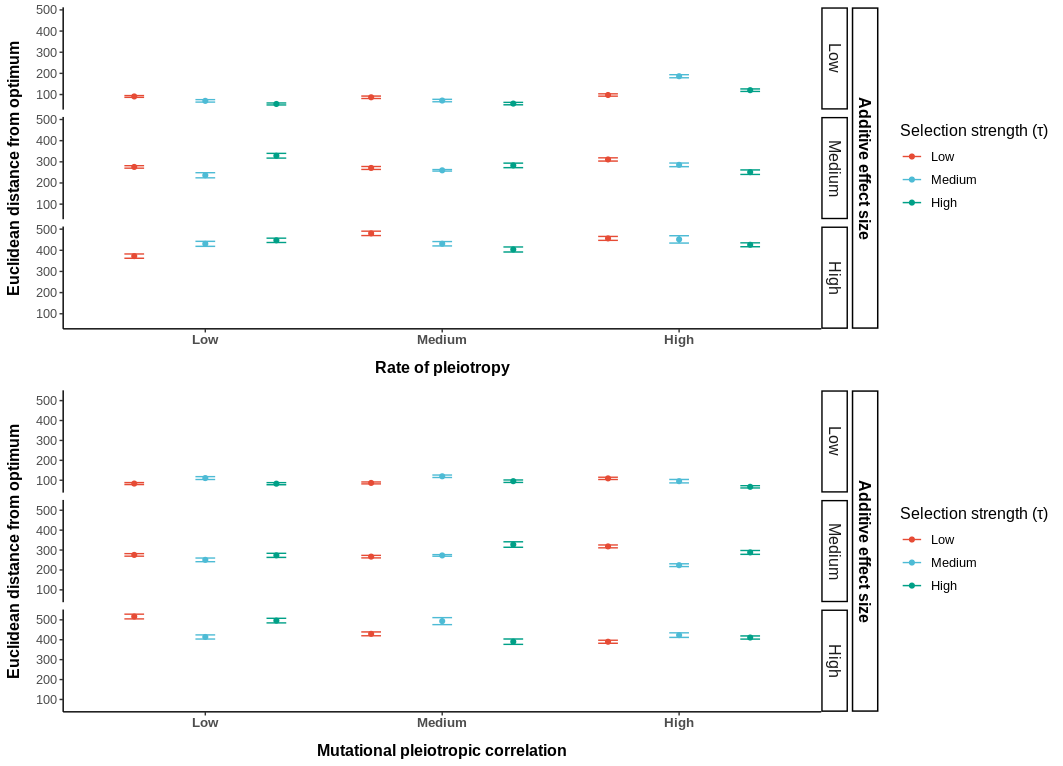 Euclidean distance from optimum
500
400
300
200
100
500
400
300
200
100
500
400
300
200
100
Low
Medium
High
Rate of pleiotropy
Low
Medium
High
Additive effect size
Selection strength (τ)
Low
Medium
High
Euclidean distance from optimum
500
400
300
200
100
500
400
300
200
100
500
400
300
200
100
Low
Medium
High
Mutational pleiotropic correlation
Low
Medium
High
Additive effect size
Selection strength (τ)
Low
Medium
High